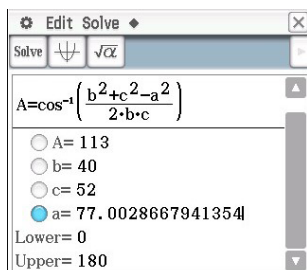 Edit Solve ◆
Solve √α
A=cos⁻¹((b²+c²−a²)/(2·b·c))
A= 113
b= 40
c= 52
a= 77.0028667941354
Lower= 0
Upper= 180